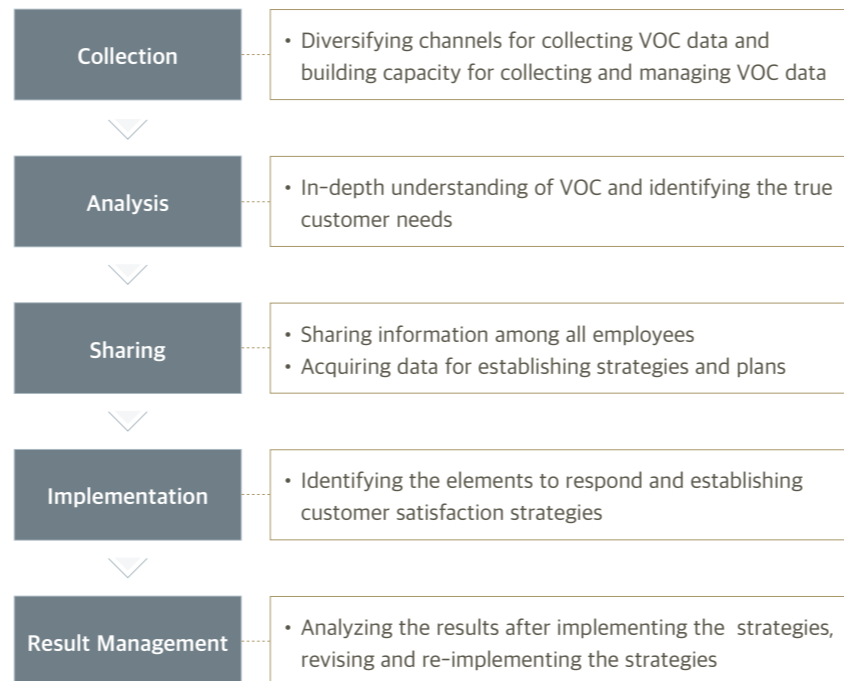 Collection
• Diversifying channels for collecting VOC data and
building capacity for collecting and managing VOC data
Analysis
• In-depth understanding of VOC and identifying the true
customer needs
Sharing
• Sharing information among all employees
• Acquiring data for establishing strategies and plans
Implementation
• Identifying the elements to respond and establishing
customer satisfaction strategies
Result Management
• Analyzing the results after implementing the strategies,
revising and re-implementing the strategies